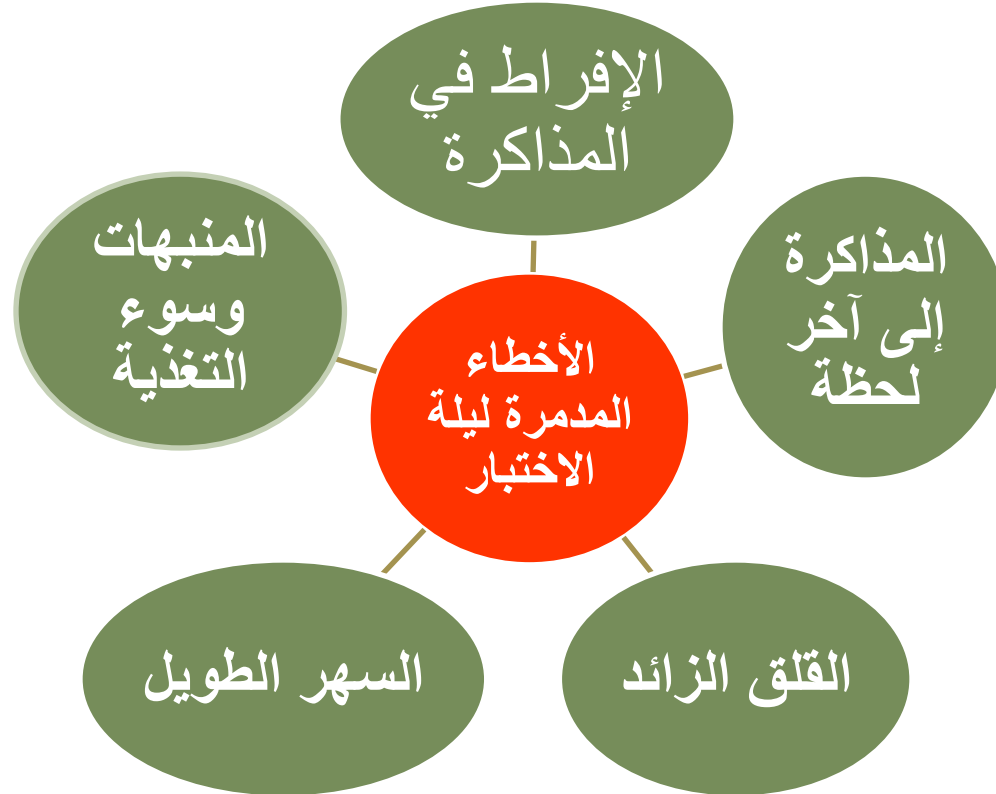 الإفراط في
المذاكرة
المذاكرة
إلى آخر
لحظة
المنبهات
وسوء
التغذية
الأخطاء
المدمرة ليلة
الاختبار
القلق الزائد
السهر الطويل